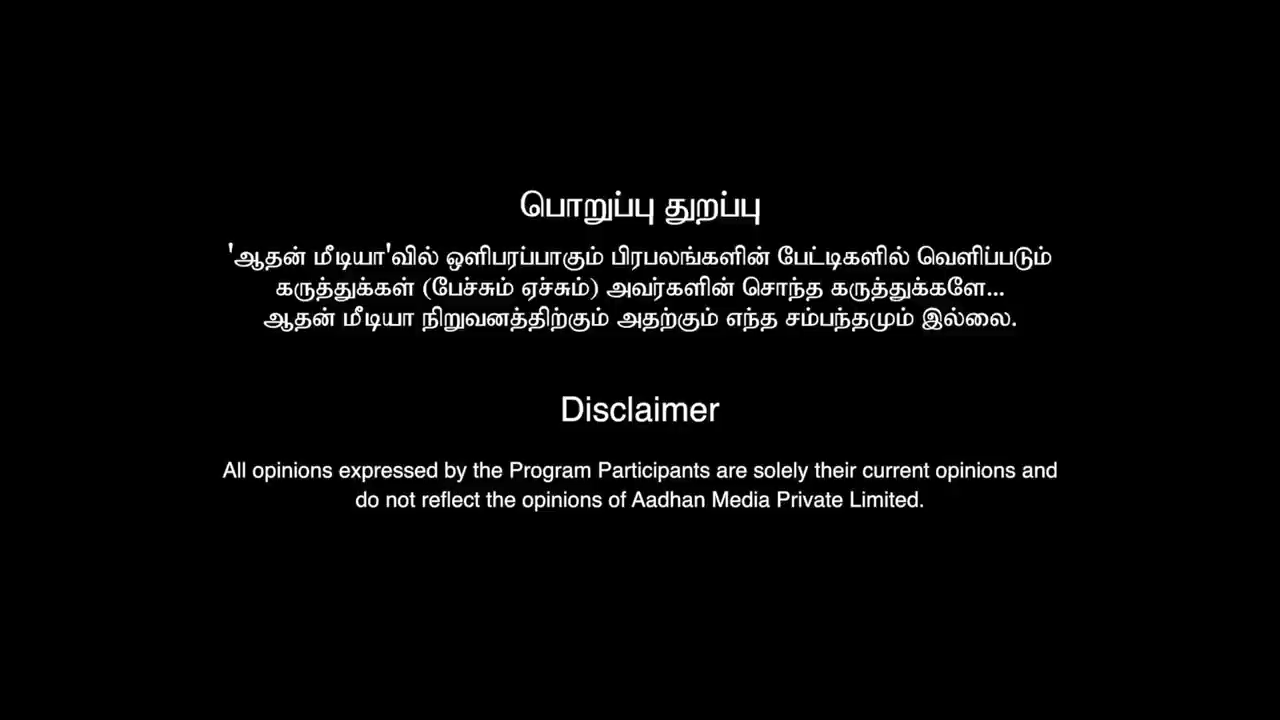 பொறுப்பு துறப்பு
'ஆதன் மீடியா'வில் ஒளிபரப்பாகும் பிரபலங்களின் பேட்டிகளில் வெளிப்படும்
கருத்துக்கள் (பேச்சும் ஏச்சும்) அவர்களின் சொந்த கருத்துக்களே...
ஆதன் மீடியா நிறுவனத்திற்கும் அதற்கும் எந்த சம்பந்தமும் இல்லை.
Disclaimer
All opinions expressed by the Program Participants are solely their current opinions and
do not reflect the opinions of Aadhan Media Private Limited.